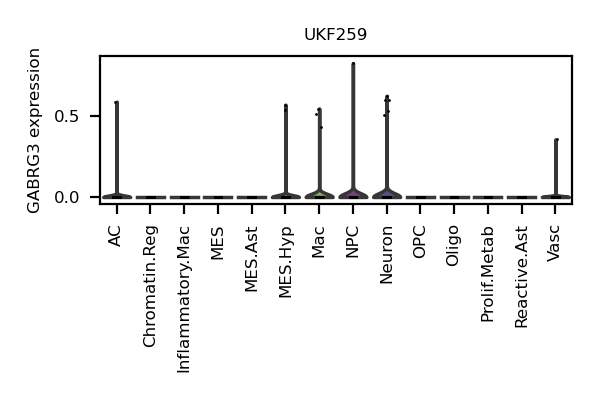 UKF259
GABRG3 expression
0.5
0.0
AC
Chromatin.Reg
Inflammatory.Mac
MES
MES.Ast
MES.Hyp
Mac
NPC
Neuron
OPC
Oligo
Prolif.Metab
Reactive.Ast
Vasc